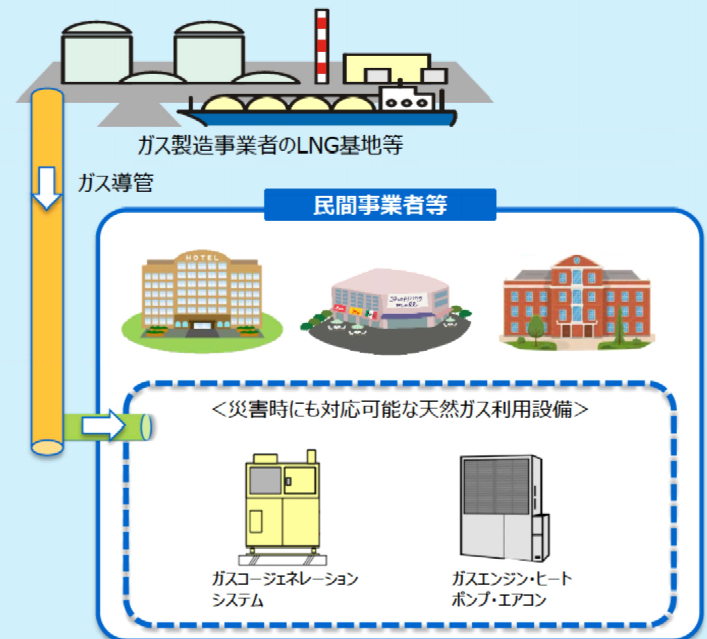 ガス製造事業者のLNG基地等
ガス導管
民間事業者等
HOTEL
Shopping
mall
<災害時にも対応可能な天然ガス利用設備>
ガスコージェネレーション
システム
ガスエンジン・ヒート
ポンプ・エアコン